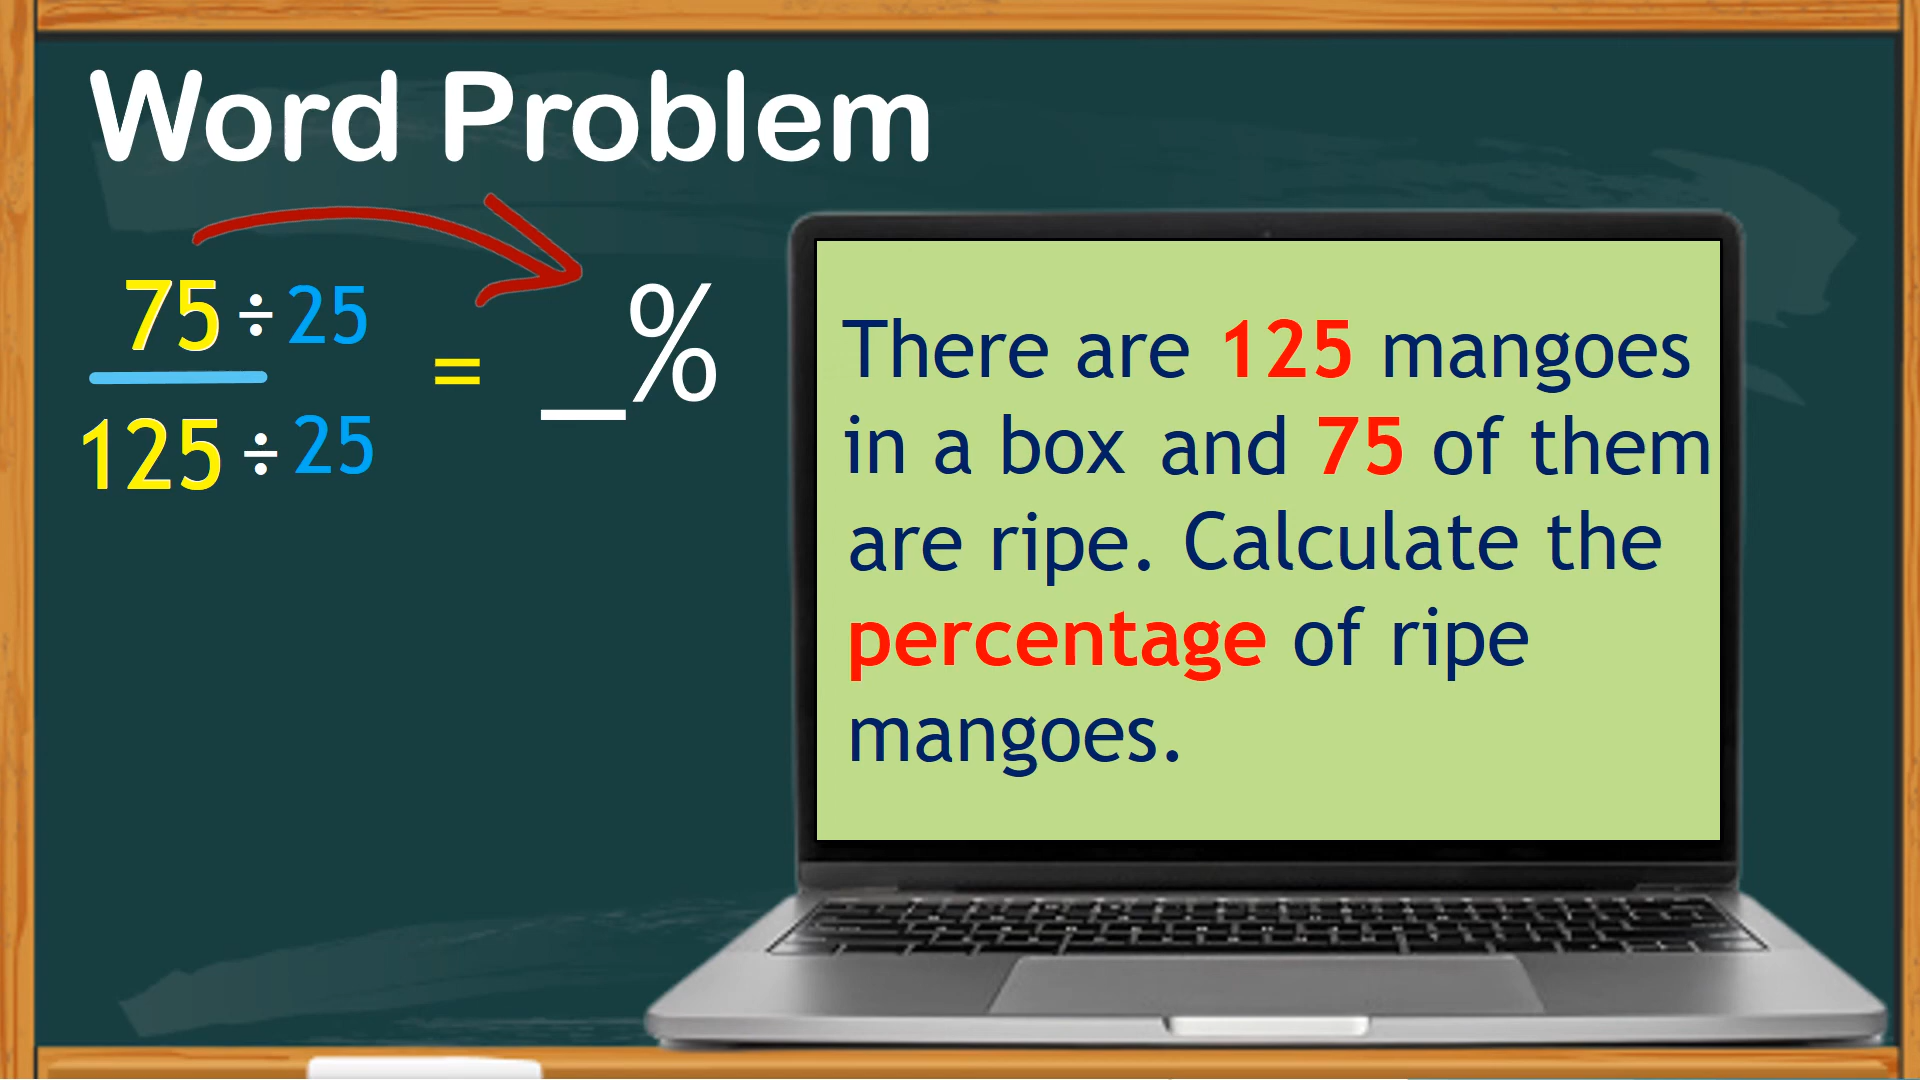 Word Problem
75 ÷ 25
125 ÷ 25
= _%
There are 125 mangoes
in a box and 75 of them
are ripe. Calculate the
percentage of ripe
mangoes.